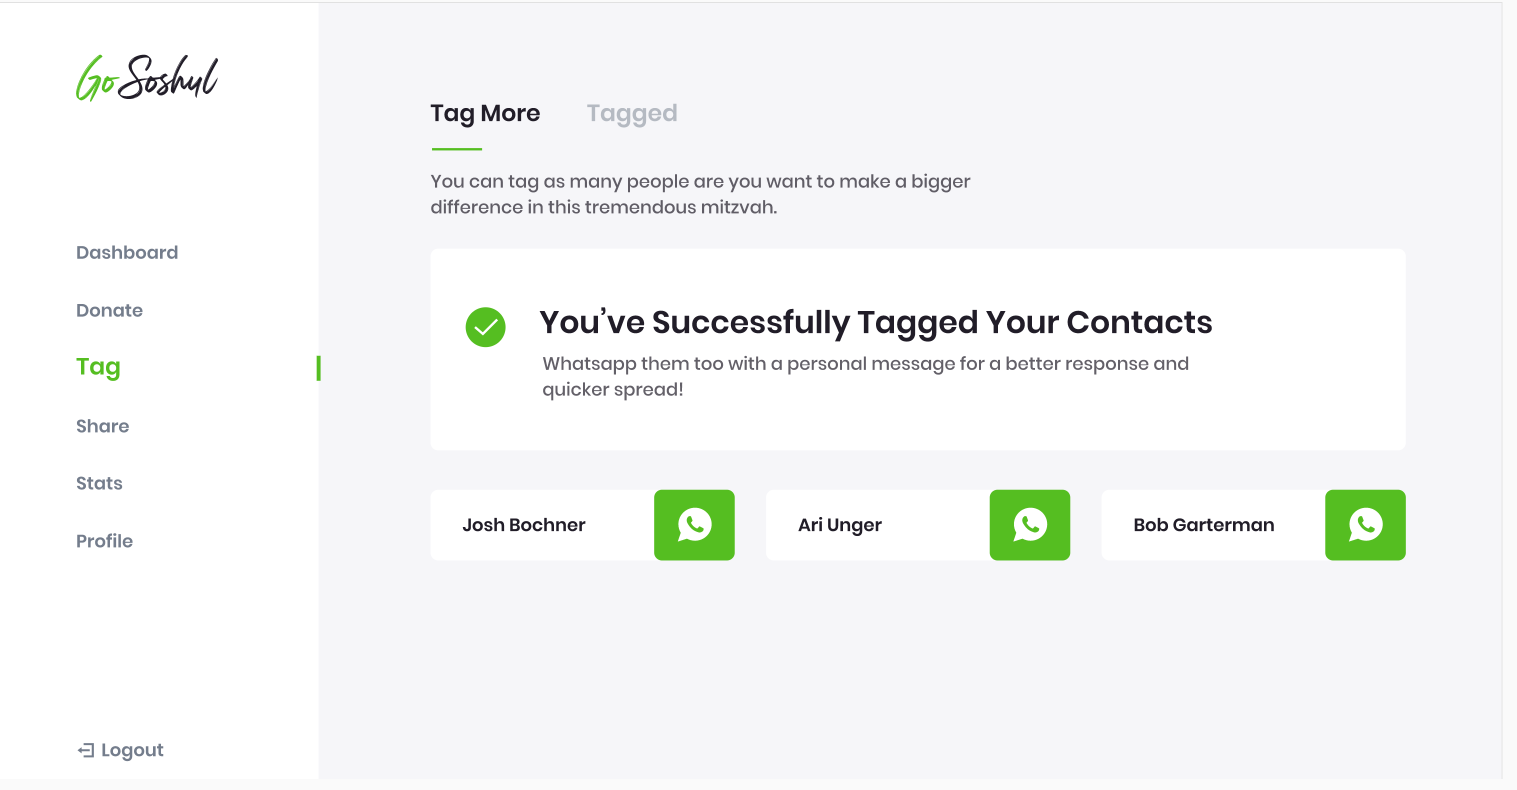 Go Soshul
Tag More
Tagged
You can tag as many people are you want to make a bigger
difference in this tremendous mitzvah.
Dashboard
Donate
Tag
Share
Stats
Profile
Logout
You’ve Successfully Tagged Your Contacts
Whatsapp them too with a personal message for a better response and
quicker spread!
Josh Bochner
Ari Unger
Bob Garterman